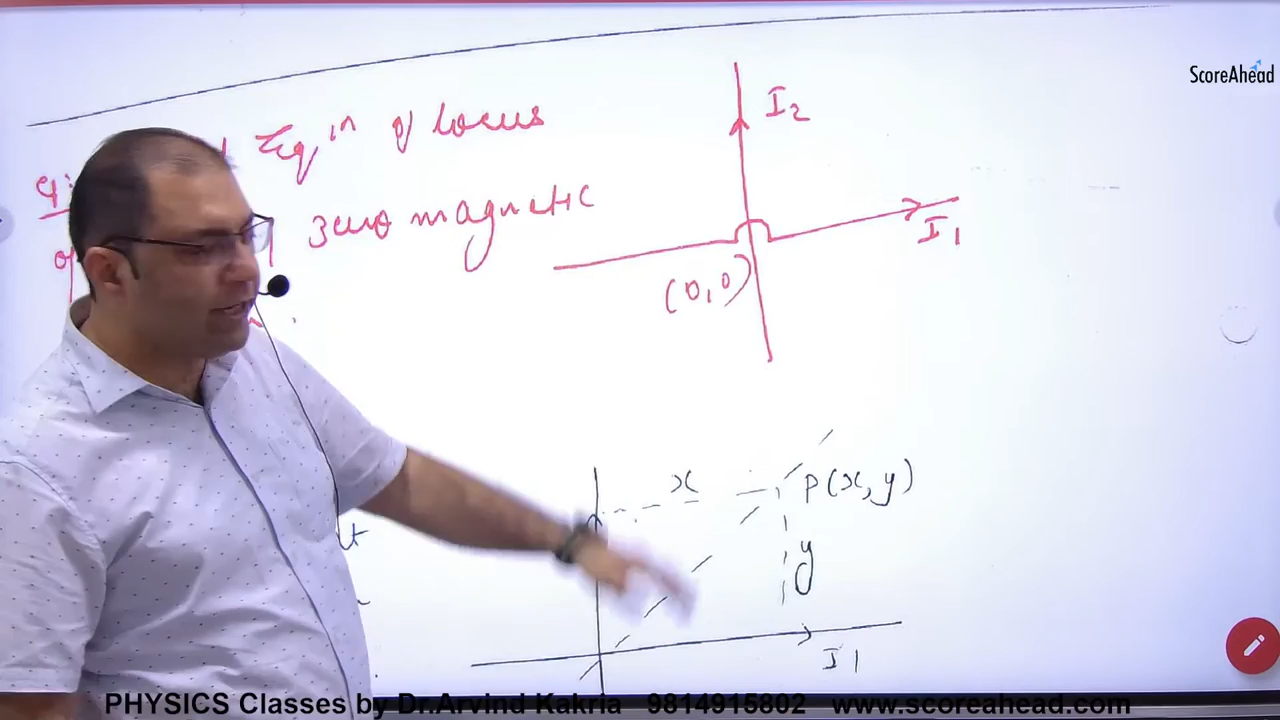 ScoreAhead
Eqⁿ of locus
zero magnetic
I2
I1
(0,0)
x
P(x, y)
y
I1
PHYSICS Classes by Dr.Arvind Kakria 9814915802 www.scoreahead.com